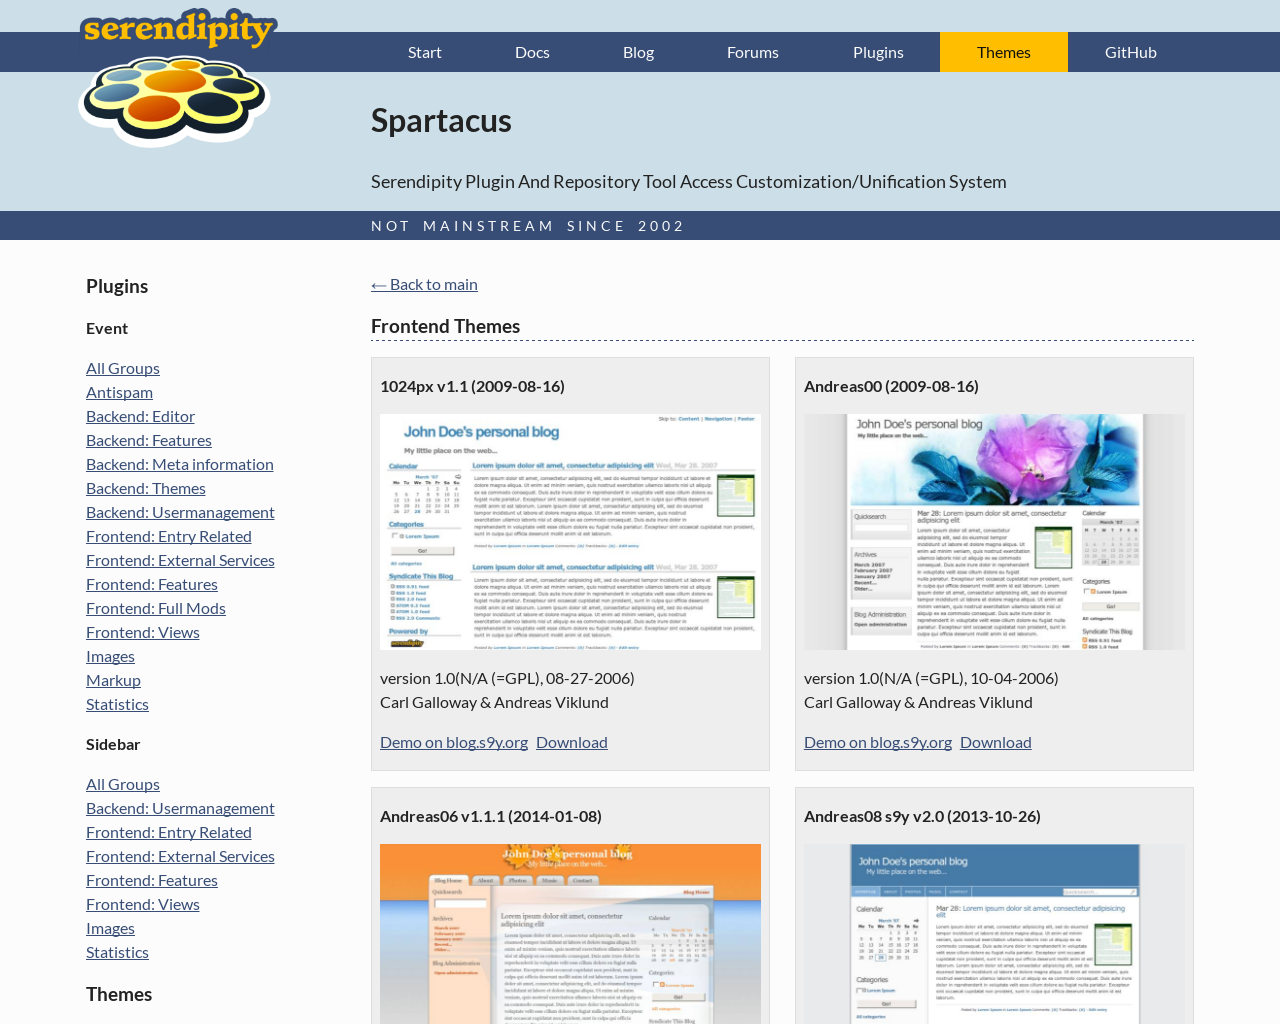 serendipity
Start Docs Blog Forums Plugins Themes GitHub
Spartacus
Serendipity Plugin And Repository Tool Access Customization/Unification System
NOT MAINSTREAM SINCE 2002
Plugins
Event
All Groups
Antispam
Backend: Editor
Backend: Features
Backend: Meta information
Backend: Themes
Backend: Usermanagement
Frontend: Entry Related
Frontend: External Services
Frontend: Features
Frontend: Full Mods
Frontend: Views
Images
Markup
Statistics
Sidebar
All Groups
Backend: Usermanagement
Frontend: Entry Related
Frontend: External Services
Frontend: Features
Frontend: Views
Images
Statistics
Themes
← Back to main
Frontend Themes
1024px v1.1 (2009-08-16)
John Doe's personal blog
My little place on the web...
version 1.0(N/A (=GPL), 08-27-2006)
Carl Galloway & Andreas Viklund
Demo on blog.s9y.org Download
Andreas00 (2009-08-16)
John Doe's personal blog
My little place on the web...
version 1.0(N/A (=GPL), 10-04-2006)
Carl Galloway & Andreas Viklund
Demo on blog.s9y.org Download
Andreas06 v1.1.1 (2014-01-08)
John Doe's personal blog
My little place on the web...
Andreas08 s9y v2.0 (2013-10-26)
John Doe's personal blog
My little place on the web...